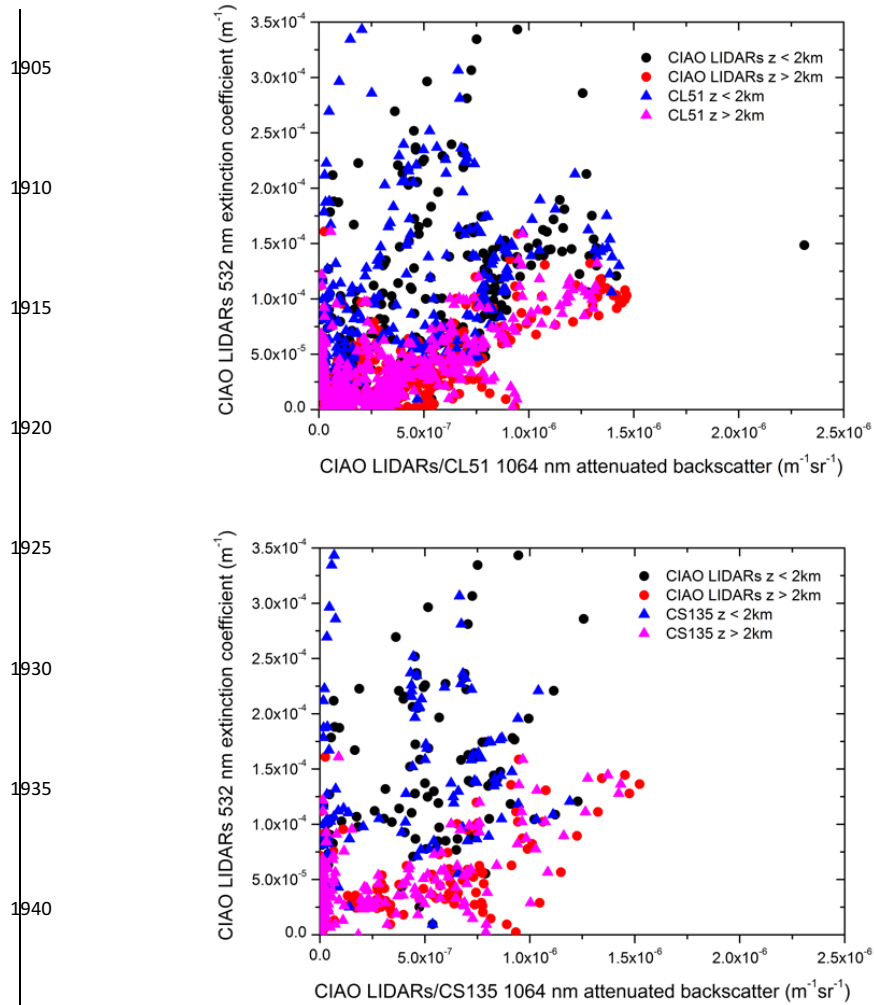 1905
1910
1915
1920
1925
1930
1935
1940
CIAO LIDARs 532 nm extinction coefficient (m⁻¹)
3.5x10⁻⁴
3.0x10⁻⁴
2.5x10⁻⁴
2.0x10⁻⁴
1.5x10⁻⁴
1.0x10⁻⁴
5.0x10⁻⁵
0.0
CIAO LIDARs z < 2km
CIAO LIDARs z > 2km
CL51 z < 2km
CL51 z > 2km
0.0 5.0x10⁻⁷ 1.0x10⁻⁶ 1.5x10⁻⁶ 2.0x10⁻⁶ 2.5x10⁻⁶
CIAO LIDARs/CL51 1064 nm attenuated backscatter (m⁻¹sr⁻¹)
CIAO LIDARs 532 nm extinction coefficient (m⁻¹)
3.5x10⁻⁴
3.0x10⁻⁴
2.5x10⁻⁴
2.0x10⁻⁴
1.5x10⁻⁴
1.0x10⁻⁴
5.0x10⁻⁵
0.0
CIAO LIDARs z < 2km
CIAO LIDARs z > 2km
CS135 z < 2km
CS135 z > 2km
0.0 5.0x10⁻⁷ 1.0x10⁻⁶ 1.5x10⁻⁶ 2.0x10⁻⁶ 2.5x10⁻⁶
CIAO LIDARs/CS135 1064 nm attenuated backscatter (m⁻¹sr⁻¹)